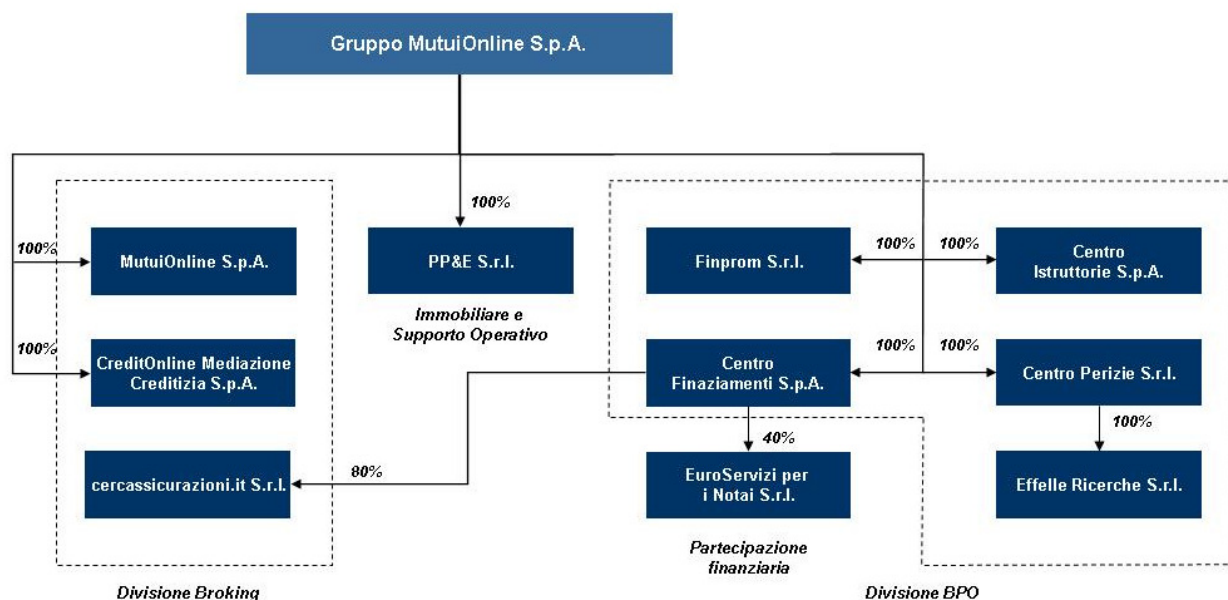 Gruppo MutuiOnline S.p.A.
100%
100%
MutuiOnline S.p.A.
PP&E S.r.l.
Finprom S.r.l.
100%
100%
Centro
Istruttorie S.p.A.
Immobiliare e
Supporto Operativo
100%
CreditOnline Mediazione
Creditizia S.p.A.
Centro
Finaziamenti S.p.A.
100%
100%
Centro Perizie S.r.l.
40%
100%
cercassicurazioni.it S.r.l.
80%
EuroServizi per
i Notai S.r.l.
Effelle Ricerche S.r.l.
Partecipazione
finanziaria
Divisione Broking
Divisione BPO